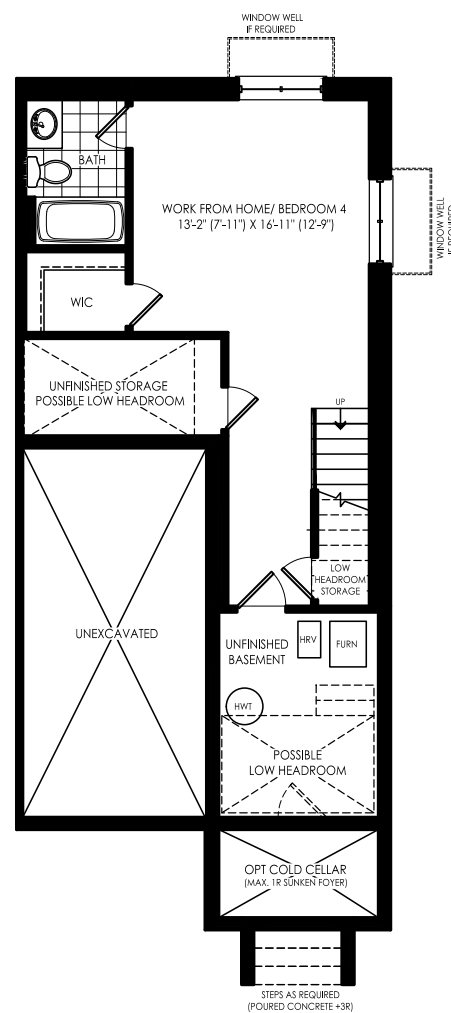 WINDOW WELL
IF REQUIRED
BATH
WORK FROM HOME/ BEDROOM 4
13'-2" (7'-11") X 16'-11" (12'-9")
WINDOW WELL
IF REQUIRED
WIC
UNFINISHED STORAGE
POSSIBLE LOW HEADROOM
UP
LOW
HEADROOM
STORAGE
UNEXCAVATED
UNFINISHED
BASEMENT
HRV
FURN
HWT
POSSIBLE
LOW HEADROOM
OPT COLD CELLAR
(MAX. 1R SUNKEN FOYER)
STEPS AS REQUIRED
(POURED CONCRETE +3R)